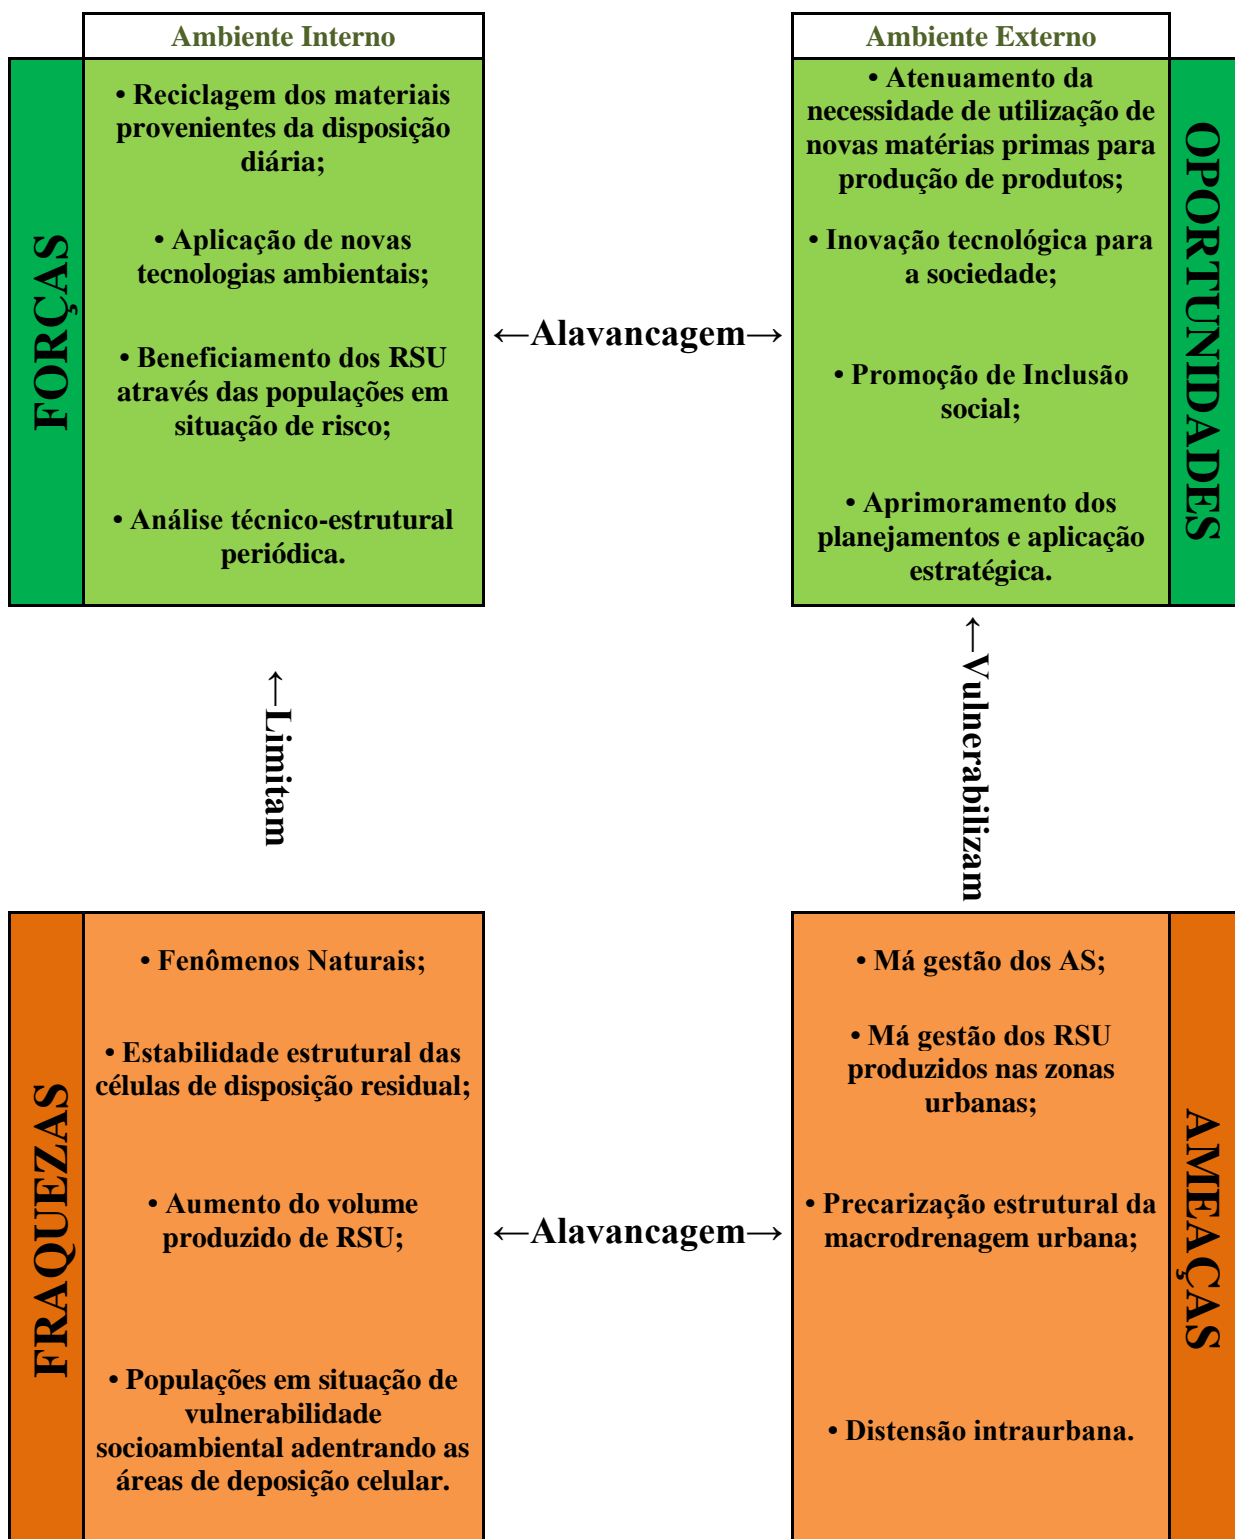 Ambiente Interno
FORÇAS
• Reciclagem dos materiais
provenientes da disposição
diária;
• Aplicação de novas
tecnologias ambientais;
• Beneficiamento dos RSU
através das populações em
situação de risco;
• Análise técnico-estrutural
periódica.
←Alavancagem→
Ambiente Externo
• Atenuamento da
necessidade de utilização de
novas matérias primas para
produção de produtos;
• Inovação tecnológica para
a sociedade;
• Promoção de Inclusão
social;
• Aprimoramento dos
planejamentos e aplicação
estratégica.
OPORTUNIDADES
←Limitam
←Vulnerabilizam
FRAQUEZAS
• Fenômenos Naturais;
• Estabilidade estrutural das
células de disposição residual;
• Aumento do volume
produzido de RSU;
• Populações em situação de
vulnerabilidade
socioambiental adentrando as
áreas de deposição celular.
←Alavancagem→
• Má gestão dos AS;
• Má gestão dos RSU
produzidos nas zonas
urbanas;
• Precarização estrutural da
macrodrenagem urbana;
• Distensão intraurbana.
AMEAÇAS